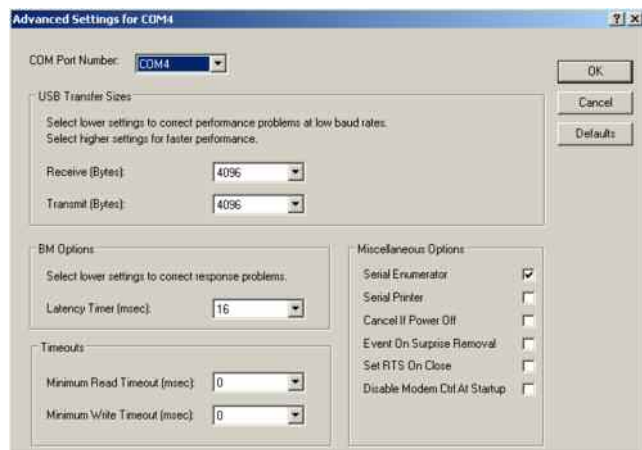 Advanced Settings for COM4
COM Port Number: COM4
OK
Cancel
Defaults
USB Transfer Sizes
Select lower settings to correct performance problems at low baud rates.
Select higher settings for faster performance.
Receive (Bytes): 4096
Transmit (Bytes): 4096
BM Options
Select lower settings to correct response problems.
Latency Timer (msec): 16
Timeouts
Minimum Read Timeout (msec): 0
Minimum Write Timeout (msec): 0
Miscellaneous Options
Serial Enumerator
Serial Printer
Cancel If Power Off
Event On Surprise Removal
Set RTS On Close
Disable Modem Ctrl At Startup